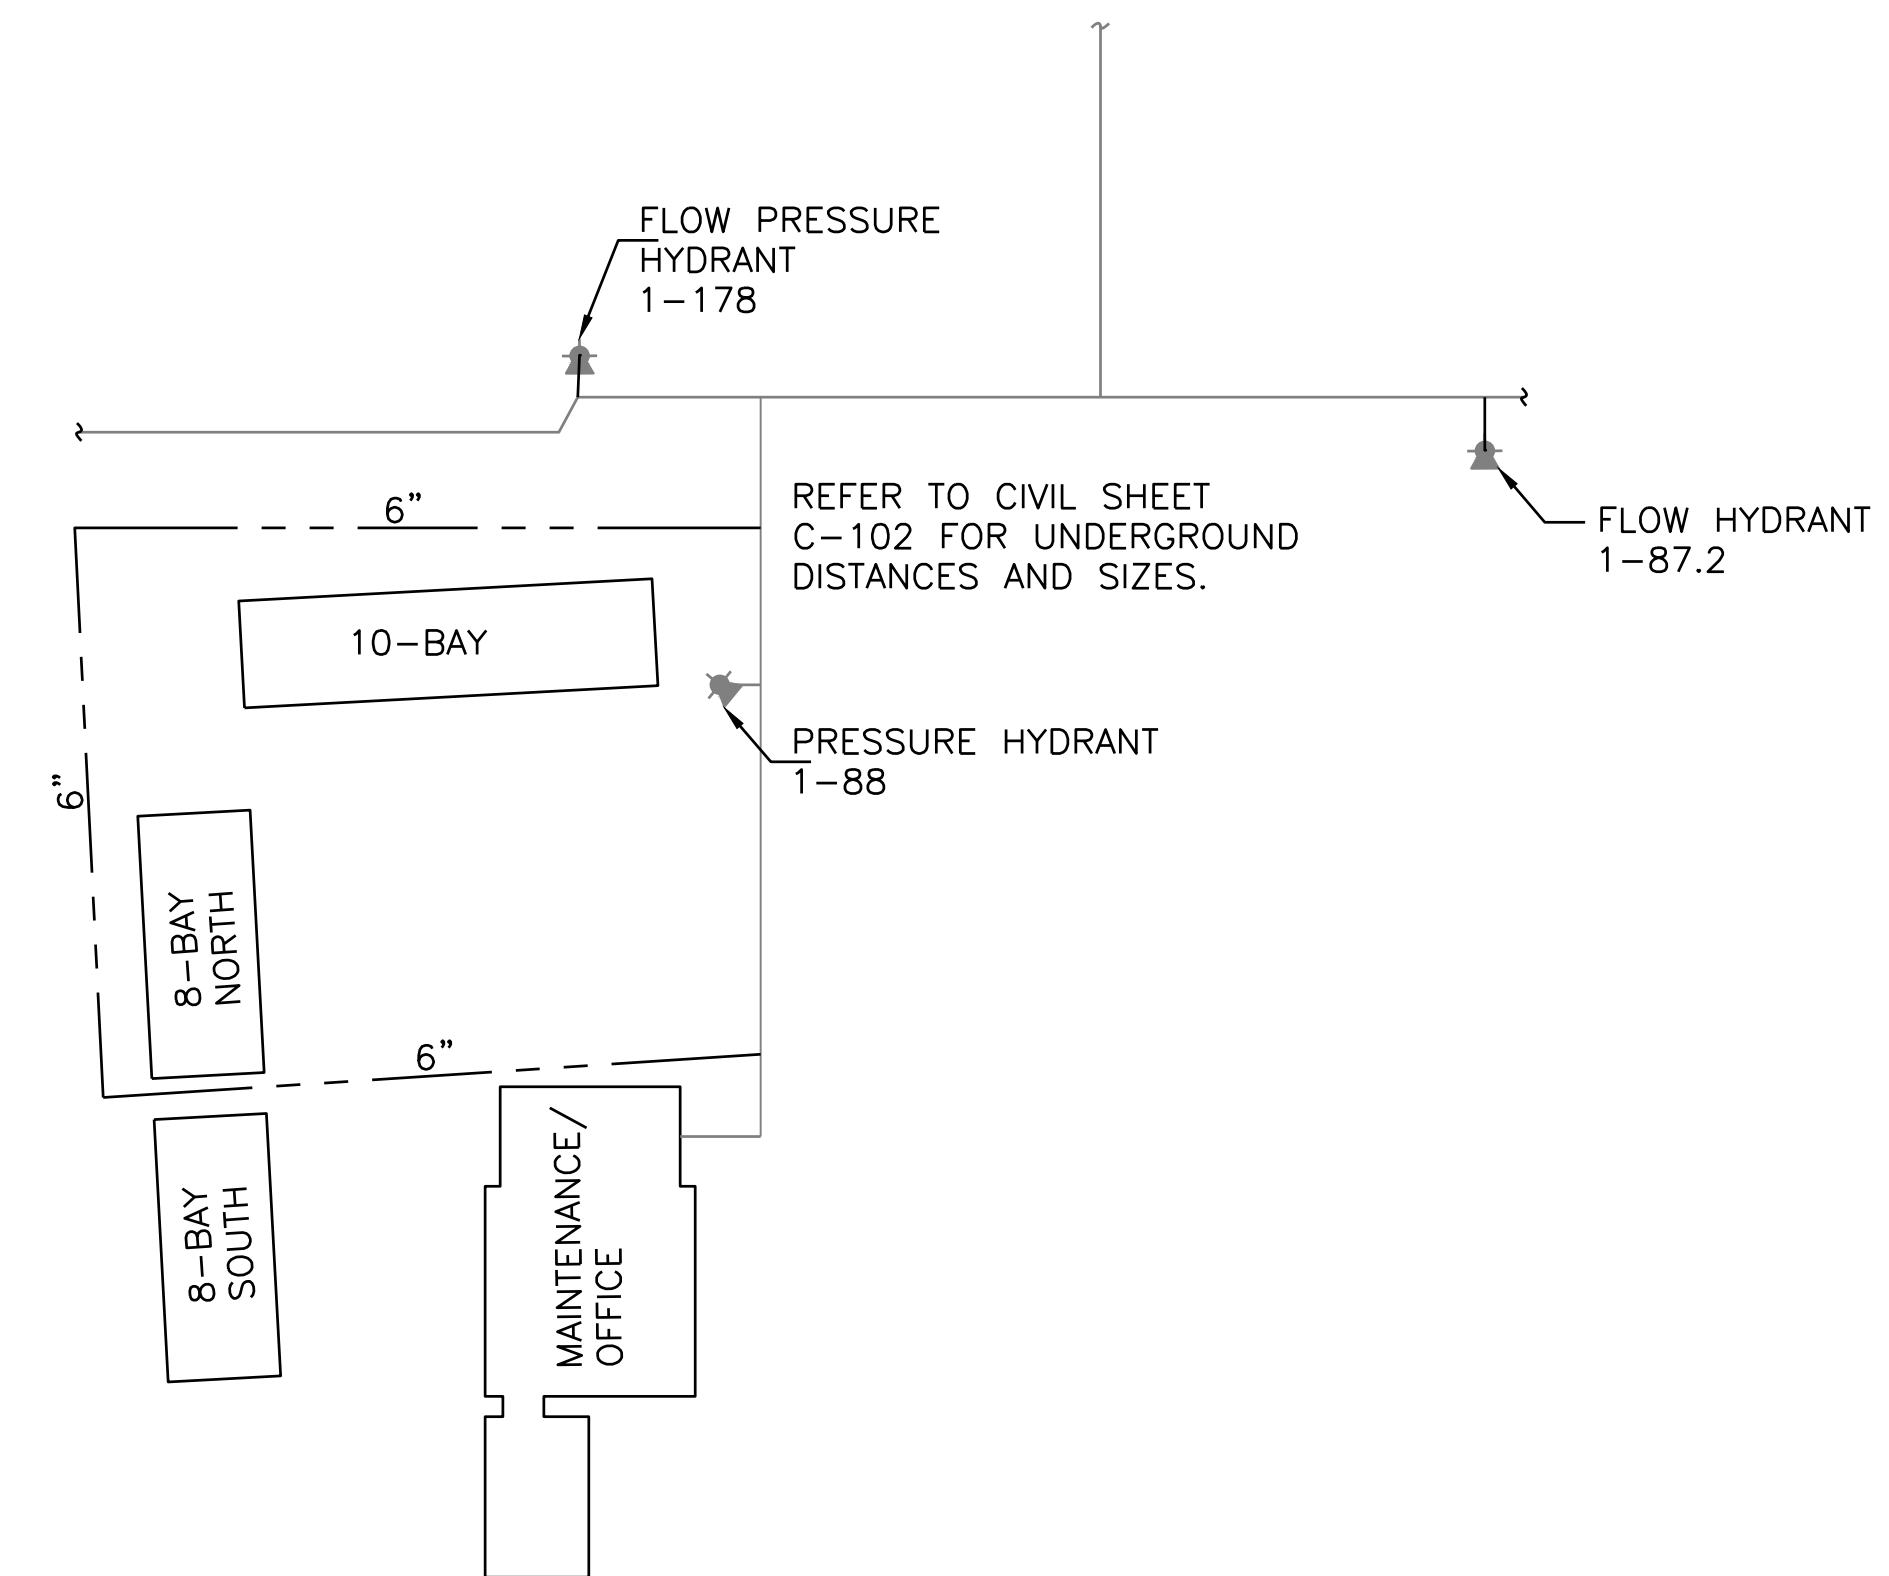 FLOW PRESSURE
HYDRANT
1-178
6”
REFER TO CIVIL SHEET
C-102 FOR UNDERGROUND
DISTANCES AND SIZES.
FLOW HYDRANT
1-87.2
10-BAY
PRESSURE HYDRANT
1-88
6”
8-BAY
NORTH
6”
8-BAY
SOUTH
MAINTENANCE/
OFFICE